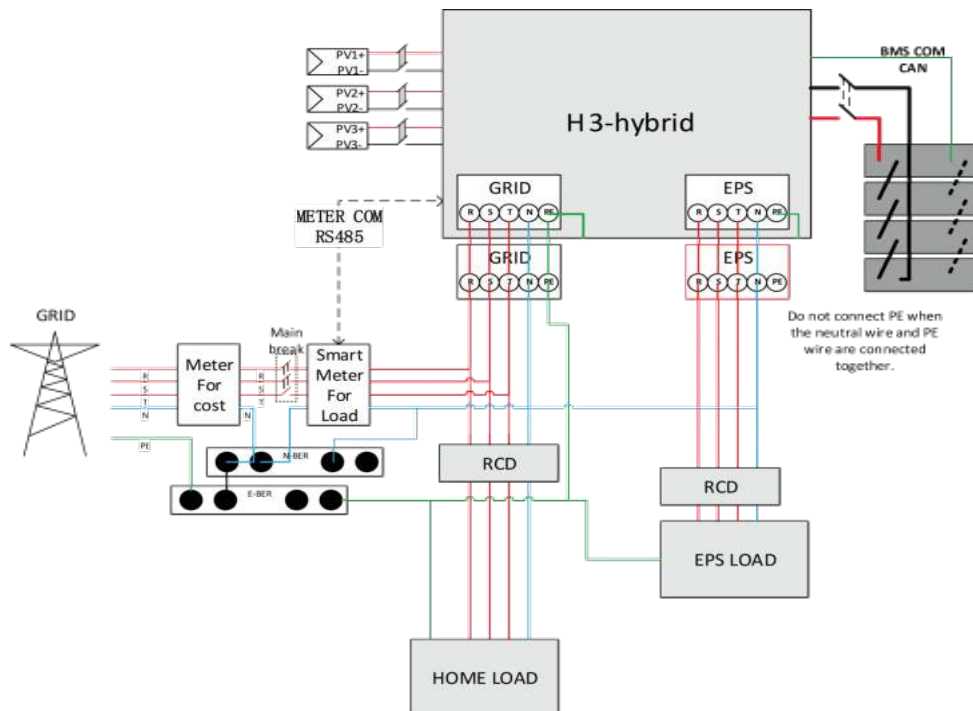 PV1+
PV1-
PV2+
PV2-
PV3+
PV3-
H3-hybrid
BMS COM
CAN
GRID
R S T N PE
EPS
R S T N PE
METER COM
RS485
GRID
R S T N PE
EPS
R S T N PE
Do not connect PE when
the neutral wire and PE
wire are connected
together.
GRID
Main
break
Meter
For
cost
Smart
Meter
For
Load
R
S
T
N
PE
R
S
T
N
N-BER
E-BER
RCD
RCD
EPS LOAD
HOME LOAD